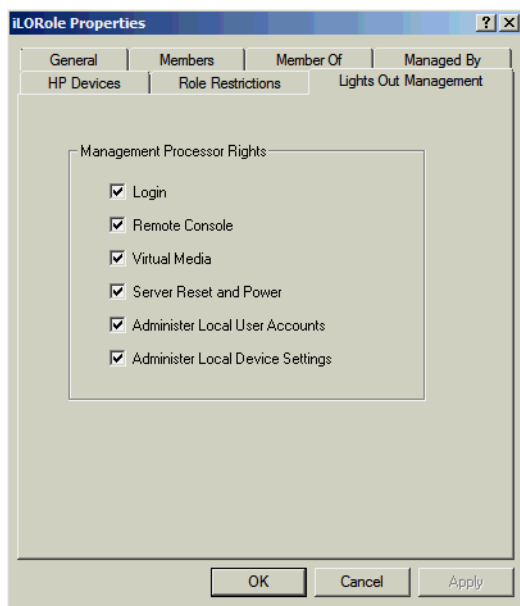 iLORole Properties
General Members Member Of Managed By
HP Devices Role Restrictions Lights Out Management
Management Processor Rights
Login
Remote Console
Virtual Media
Server Reset and Power
Administer Local User Accounts
Administer Local Device Settings
OK Cancel Apply